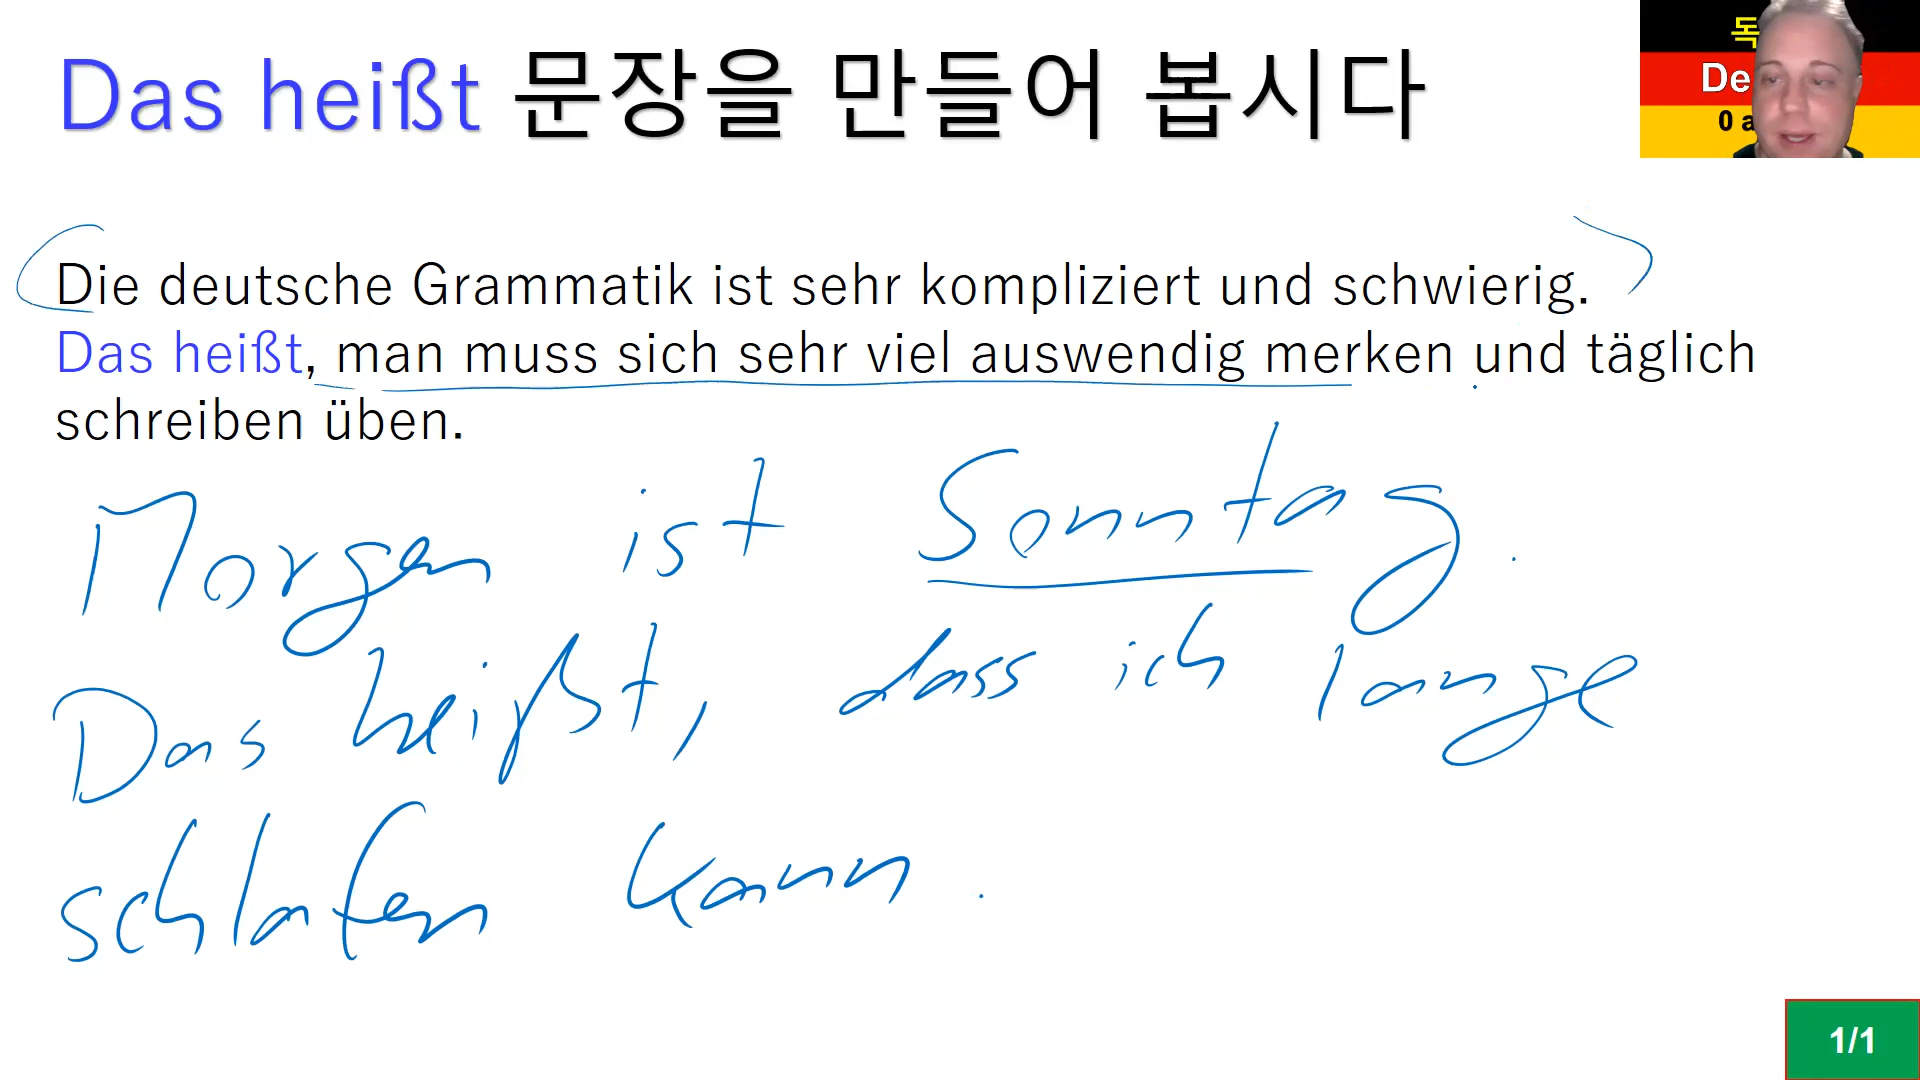 Das heißt 문장을 만들어 봅시다
독
De
0 a
Die deutsche Grammatik ist sehr kompliziert und schwierig.
Das heißt, man muss sich sehr viel auswendig merken und täglich
schreiben üben.
Morgen ist Sonntag.
Das heißt, dass ich lange
schlafen kann.
1/1